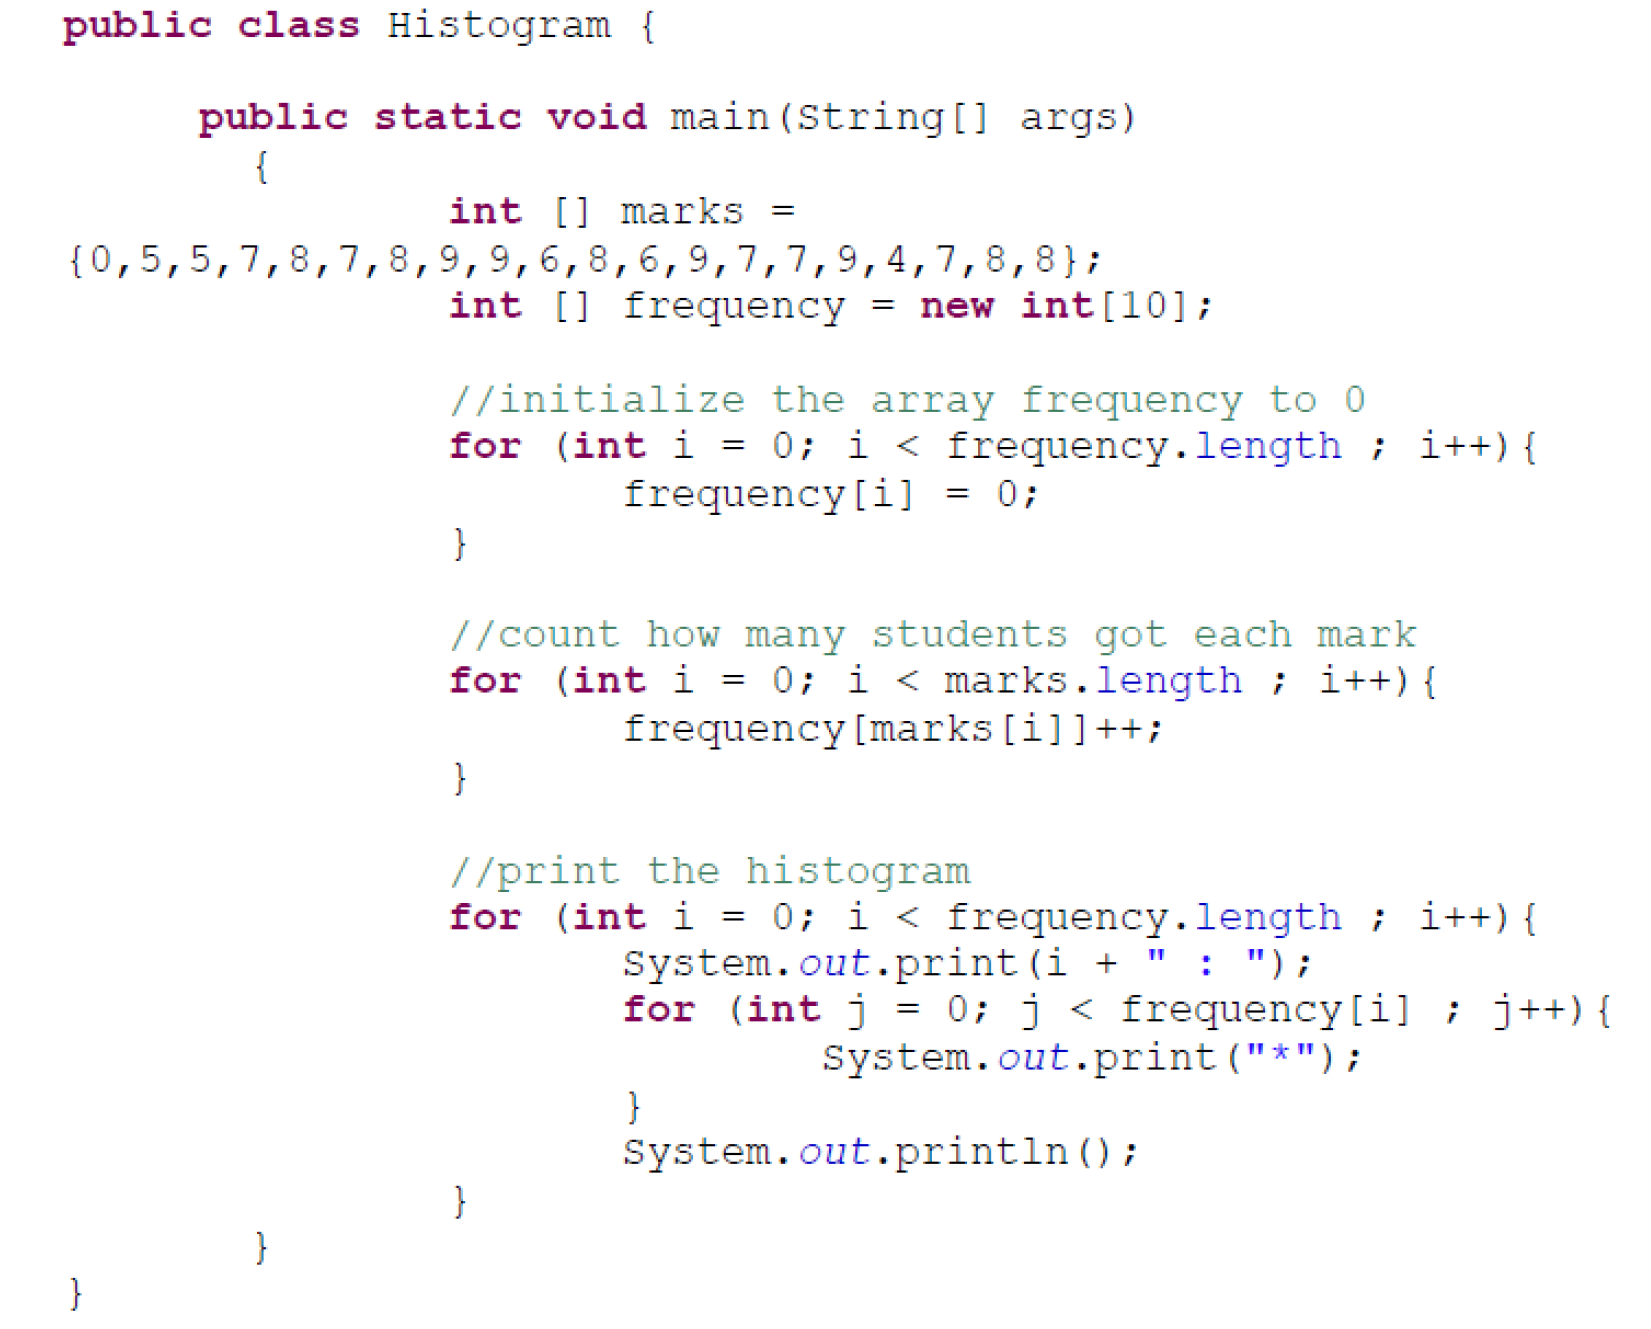 public class Histogram {
public static void main(String[] args)
{
int [] marks =
{0,5,5,7,8,7,8,9,9,6,8,6,9,7,7,9,4,7,8,8};
int [] frequency = new int[10];
//initialize the array frequency to 0
for (int i = 0; i < frequency.length ; i++){
frequency[i] = 0;
}
//count how many students got each mark
for (int i = 0; i < marks.length ; i++){
frequency[marks[i]]++;
}
//print the histogram
for (int i = 0; i < frequency.length ; i++){
System.out.print(i + " : ");
for (int j = 0; j < frequency[i] ; j++){
System.out.print("*");
}
System.out.println();
}
}
}